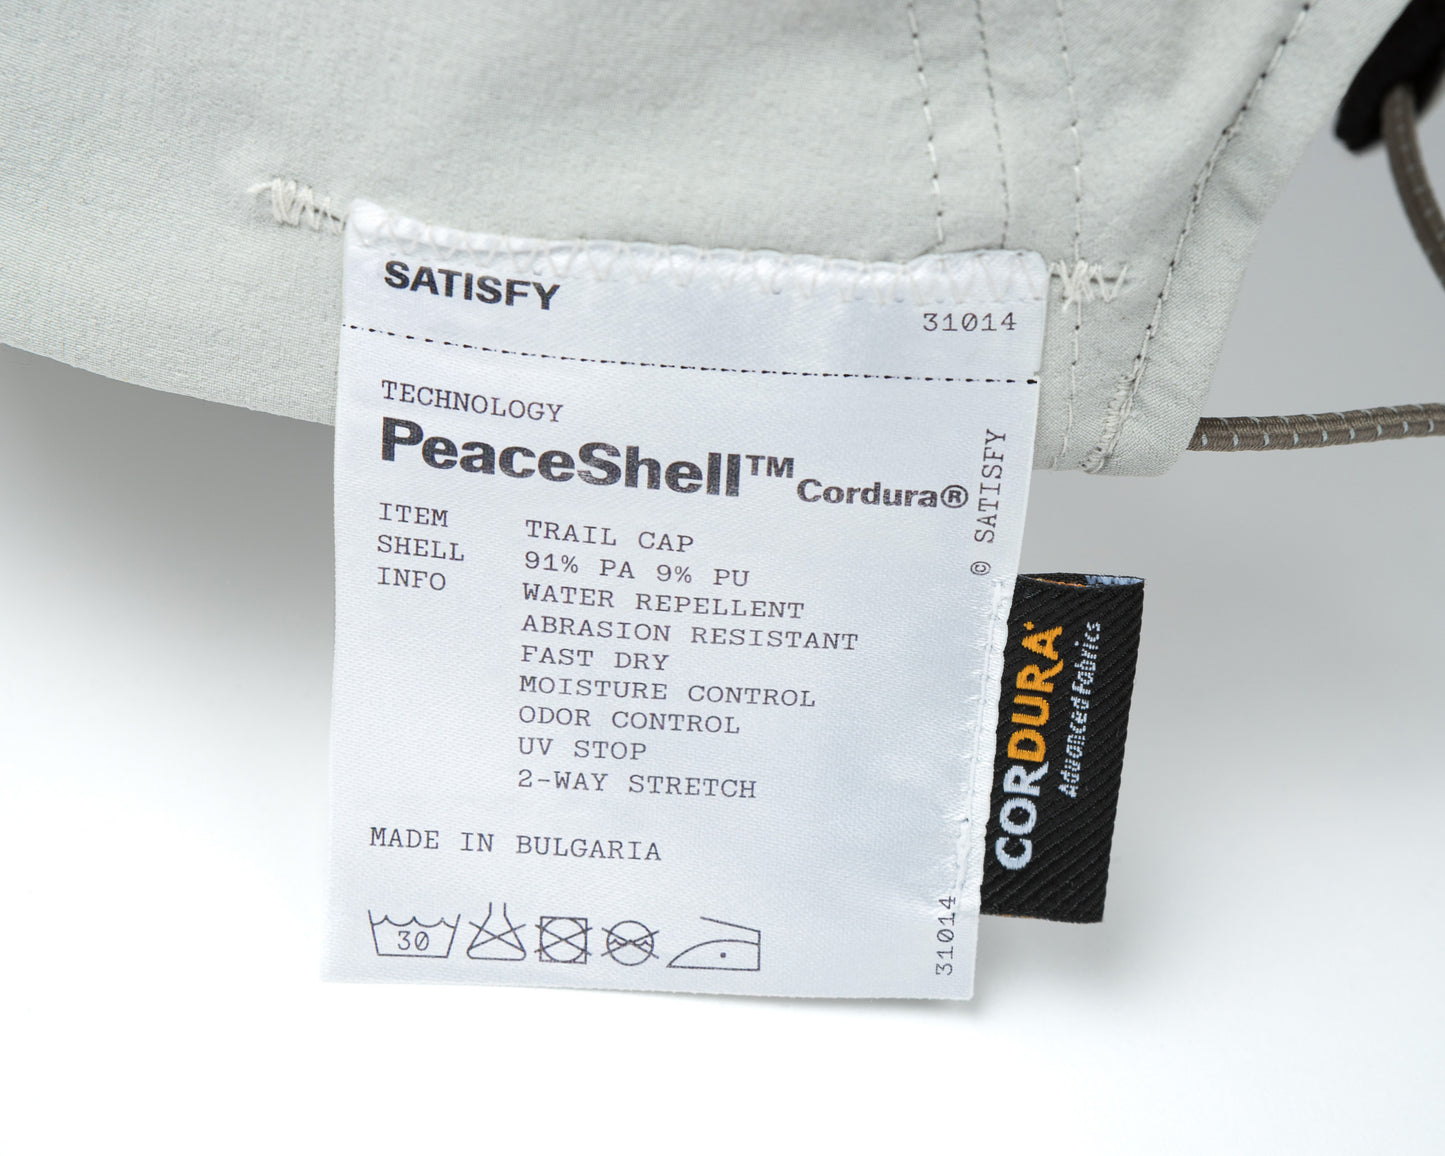 SATISFY
31014
TECHNOLOGY
PeaceShell™ Cordura®
ITEM TRAIL CAP
SHELL 91% PA 9% PU
INFO WATER REPELLENT
ABRASION RESISTANT
FAST DRY
MOISTURE CONTROL
ODOR CONTROL
UV STOP
2-WAY STRETCH
MADE IN BULGARIA
30
© SATISFY
31014
CORDURA
Advanced Fabrics